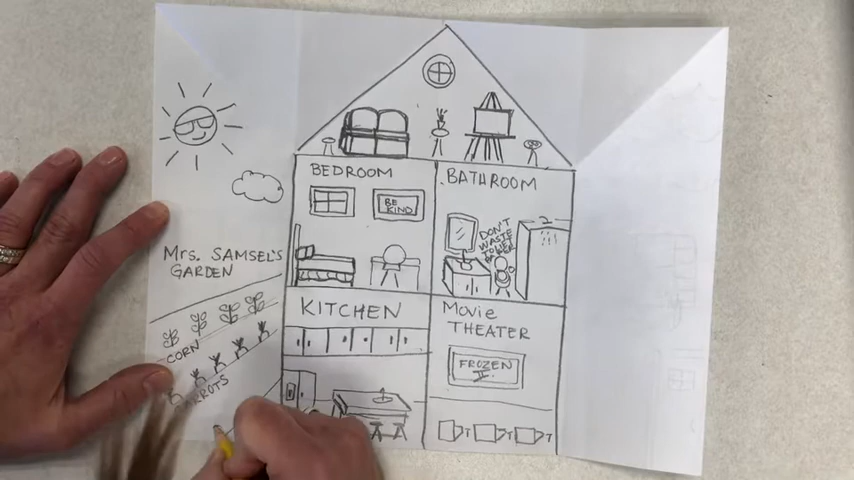 BEDROOM
BATHROOM
BE
KIND
DON'T
WASTE
Mrs. SAMSEL'S
GARDEN
KITCHEN
Movie
THEATER
CORN
FROZEN
II
CARROTS